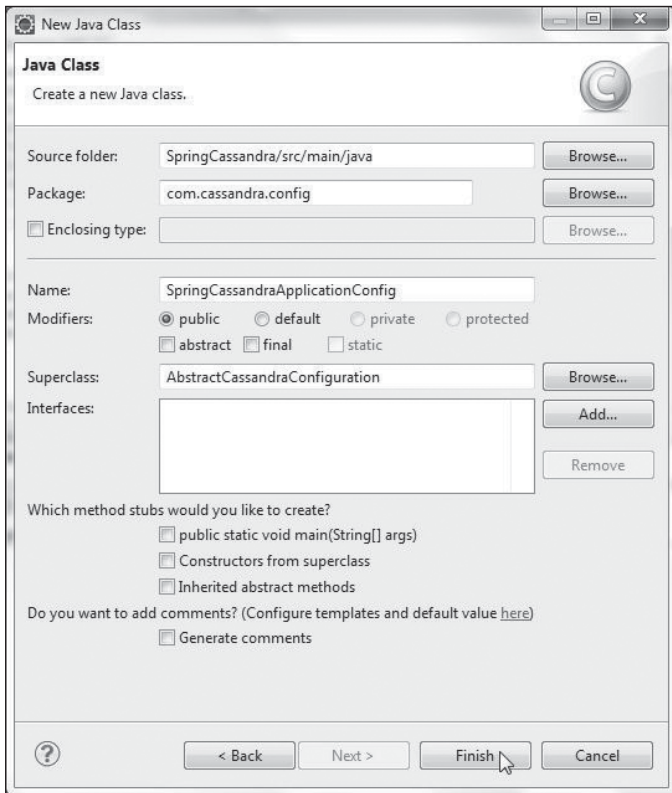 New Java Class
Java Class
Create a new Java class.
Source folder: SpringCassandra/src/main/java Browse...
Package: com.cassandra.config Browse...
Enclosing type: Browse...
Name: SpringCassandraApplicationConfig
Modifiers: public default private protected
abstract final static
Superclass: AbstractCassandraConfiguration Browse...
Interfaces: Add...
Remove
Which method stubs would you like to create?
public static void main(String[] args)
Constructors from superclass
Inherited abstract methods
Do you want to add comments? (Configure templates and default value here)
Generate comments
? < Back Next > Finish Cancel